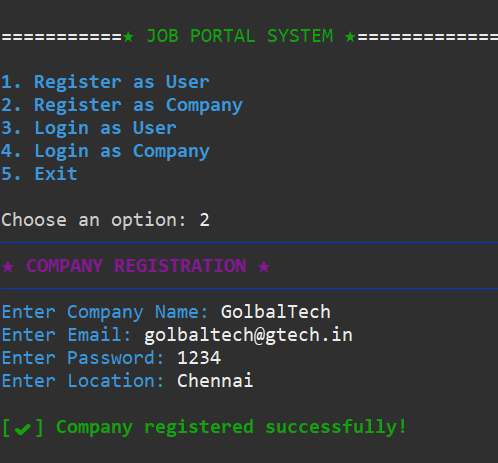 ===========★ JOB PORTAL SYSTEM ★=============
1. Register as User
2. Register as Company
3. Login as User
4. Login as Company
5. Exit
Choose an option: 2
★ COMPANY REGISTRATION ★
Enter Company Name: GolbalTech
Enter Email: golbaltech@gtech.in
Enter Password: 1234
Enter Location: Chennai
[✔] Company registered successfully!